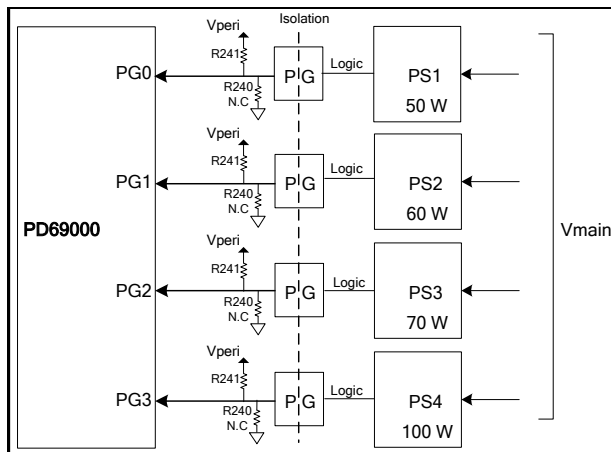 Isolation
Vperi
R241
PG0
R240
N.C
P G
Logic
PS1
50 W
Vperi
R241
PG1
R240
N.C
P G
Logic
PS2
60 W
PD69000
Vmain
Vperi
R241
PG2
R240
N.C
P G
Logic
PS3
70 W
Vperi
R241
PG3
R240
N.C
P G
Logic
PS4
100 W